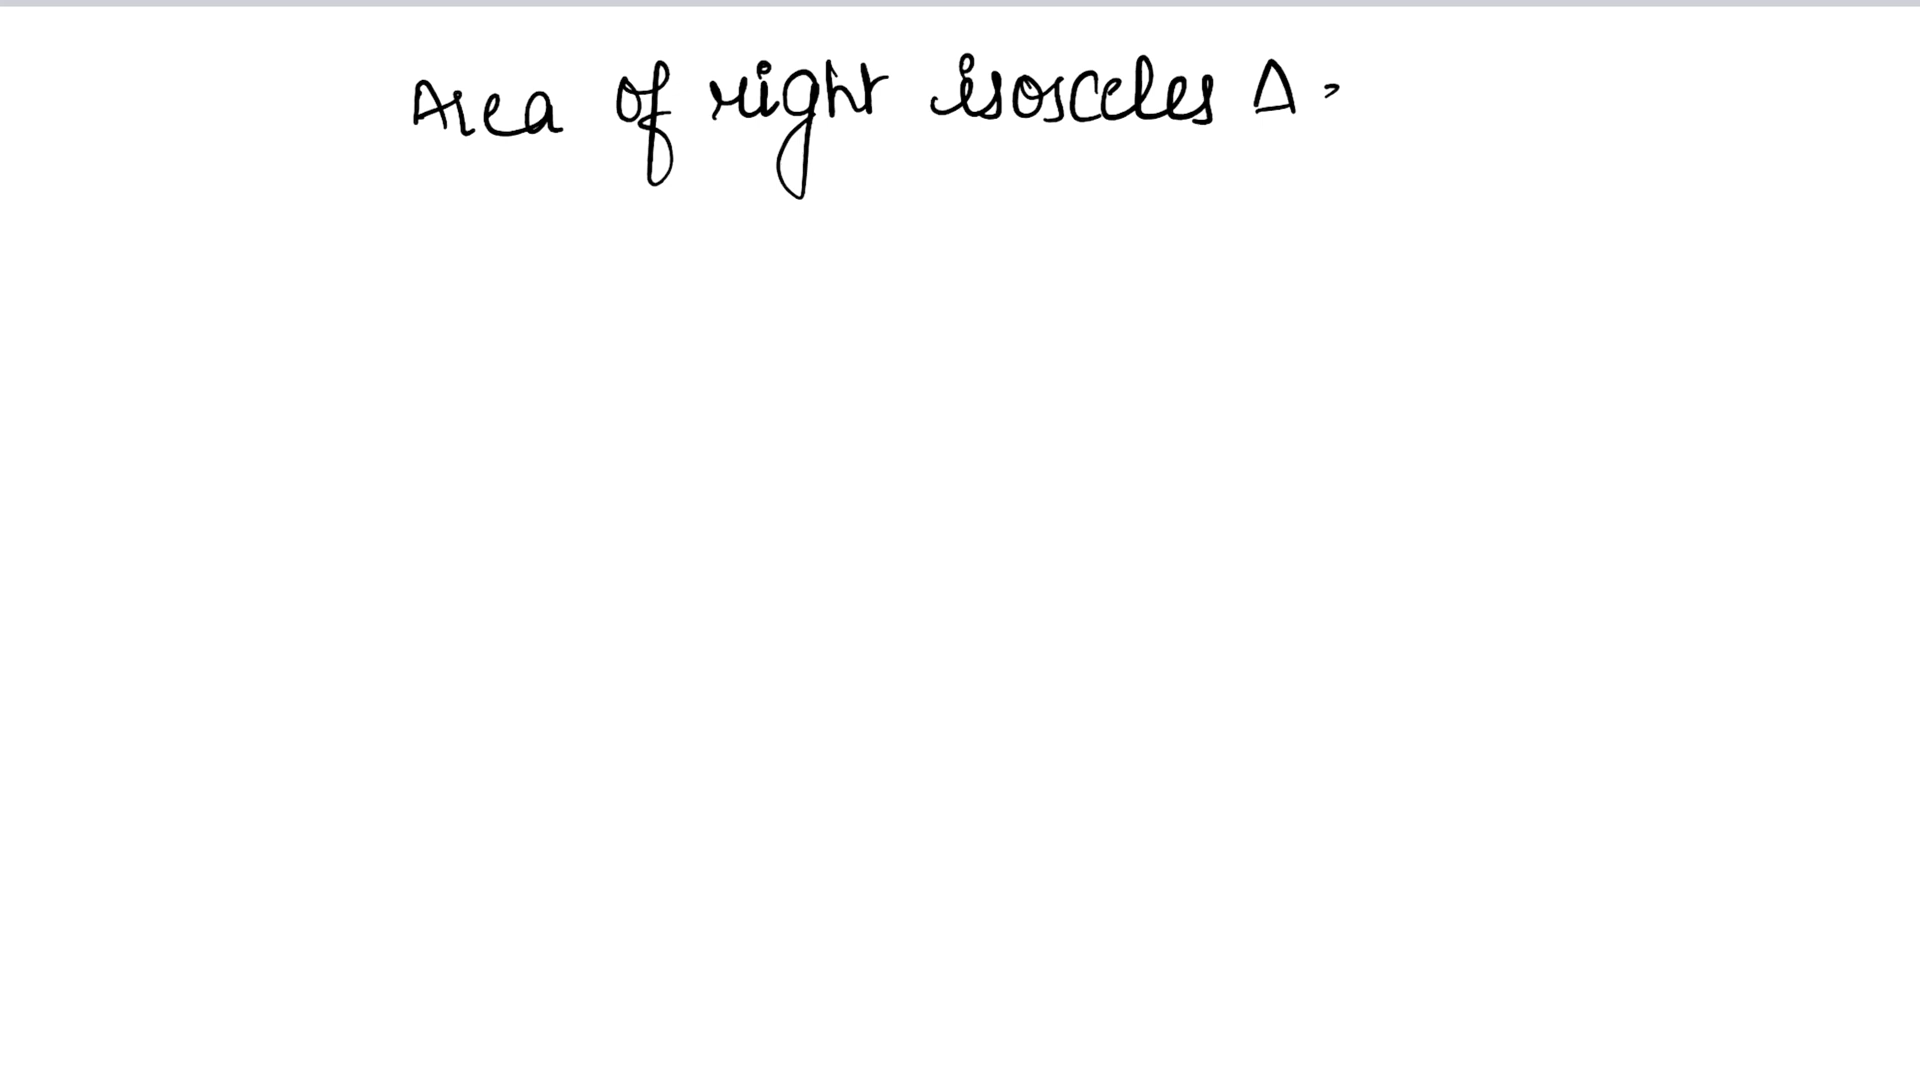 Area of right isosceles Δ =